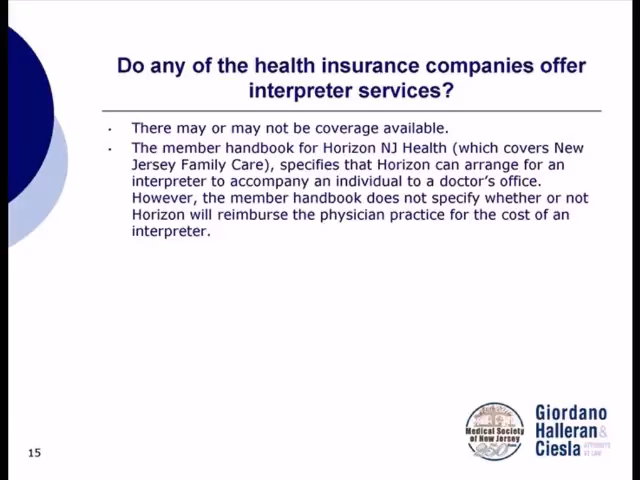 Do any of the health insurance companies offer
interpreter services?
There may or may not be coverage available.
The member handbook for Horizon NJ Health (which covers New
Jersey Family Care), specifies that Horizon can arrange for an
interpreter to accompany an individual to a doctor's office.
However, the member handbook does not specify whether or not
Horizon will reimburse the physician practice for the cost of an
interpreter.
Medical Society
of New Jersey
250
Giordano
Halleran &
Ciesla
ATTORNEYS
AT LAW
15